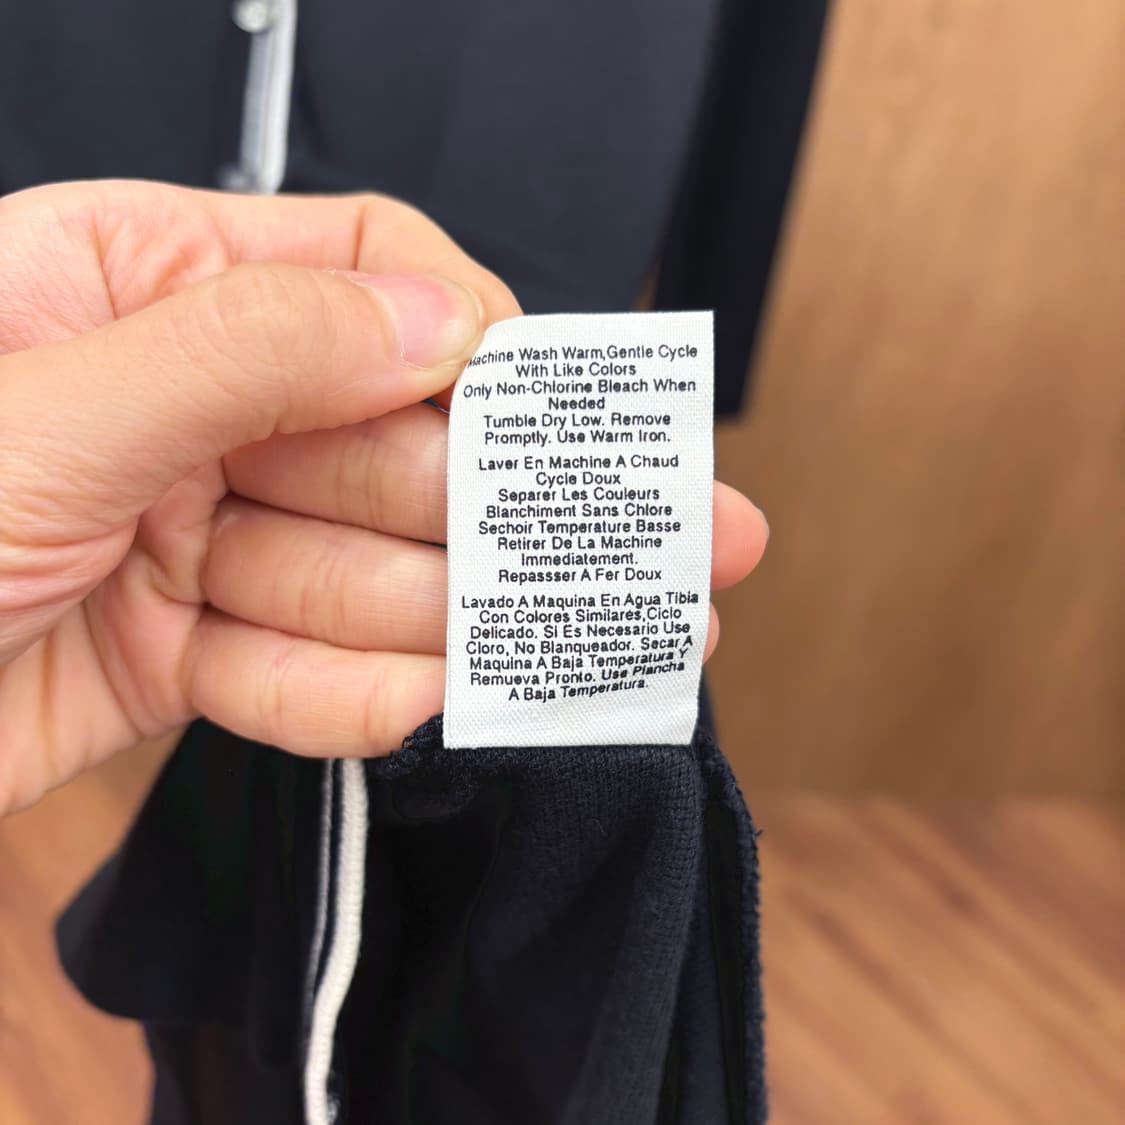 Machine Wash Warm,Gentle Cycle
With Like Colors
Only Non-Chlorine Bleach When
Needed
Tumble Dry Low. Remove
Promptly. Use Warm Iron.
Laver En Machine A Chaud
Cycle Doux
Separer Les Couleurs
Blanchiment Sans Chlore
Sechoir Temperature Basse
Retirer De La Machine
Immediatement.
Repassser A Fer Doux
Lavado A Maquina En Agua Tibia
Con Colores Similares,Ciclo
Delicado. Si Es Necesario Use
Cloro, No Blanqueador. Secar A
Maquina A Baja Temperatura Y
Remueva Pronto. Use Plancha
A Baja Temperatura.